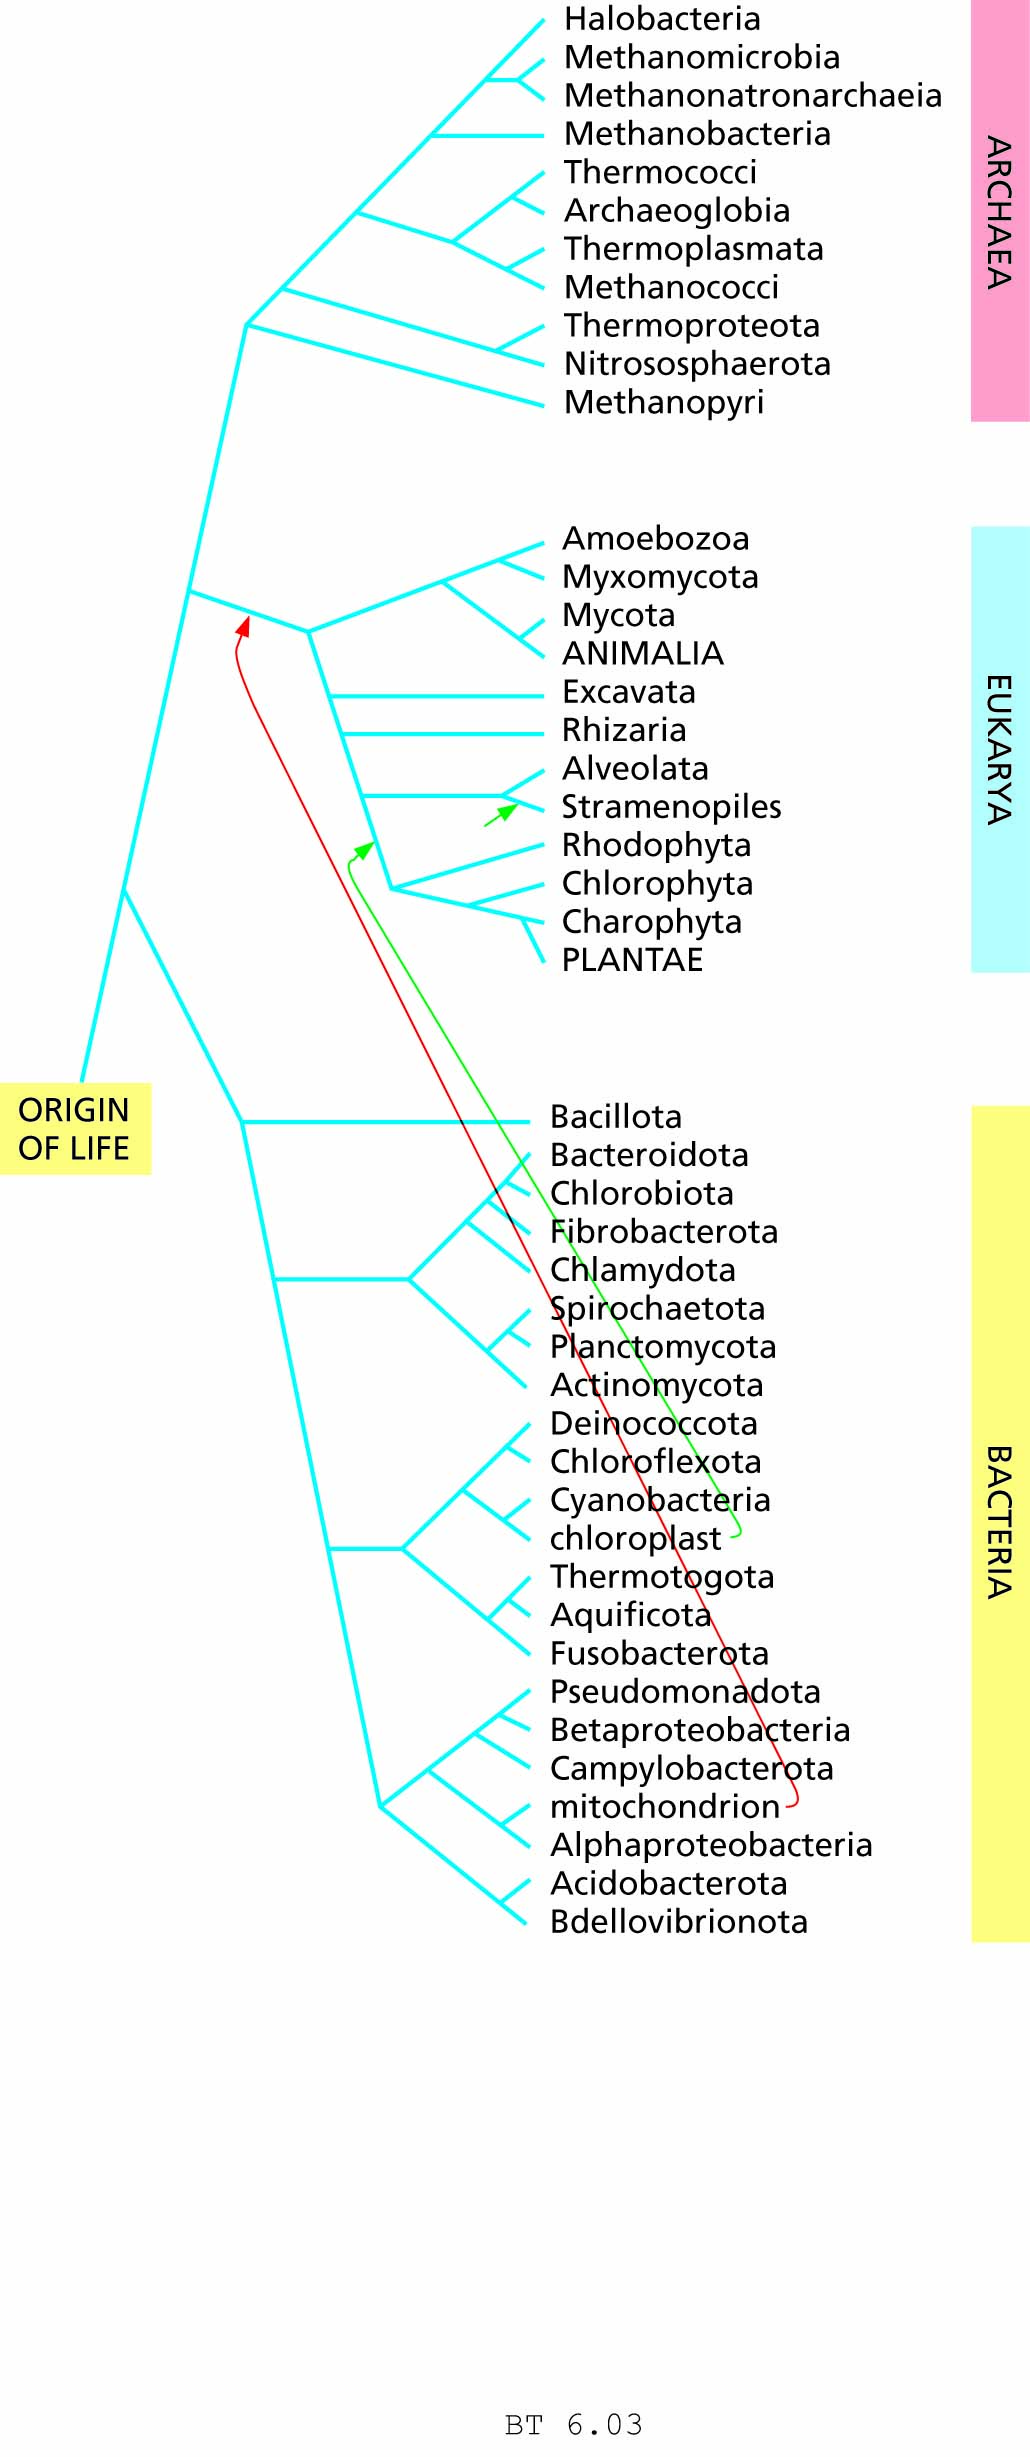 Halobacteria
Methanomicrobia
Methanonatronarchaeia
Methanobacteria
Thermococci
Archaeoglobia
Thermoplasmata
Methanococci
Thermoproteota
Nitrososphaerota
Methanopyri
ARCHAEA
Amoebozoa
Myxomycota
Mycota
ANIMALIA
Excavata
Rhizaria
Alveolata
Stramenopiles
Rhodophyta
Chlorophyta
Charophyta
PLANTAE
EUKARYA
ORIGIN
OF LIFE
Bacillota
Bacteroidota
Chlorobiota
Fibrobacterota
Chlamydota
Spirochaetota
Planctomycota
Actinomycota
Deinococcota
Chloroflexota
Cyanobacteria
chloroplast
Thermotogota
Aquificota
Fusobacterota
Pseudomonadota
Betaproteobacteria
Campylobacterota
mitochondrion
Alphaproteobacteria
Acidobacterota
Bdellovibrionota
BACTERIA
BT 6.03